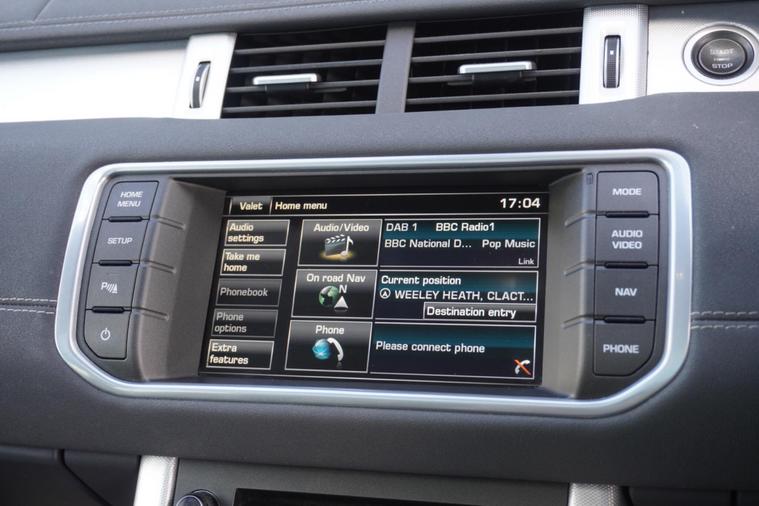 START
STOP
HOME
MENU
SETUP
P
MODE
AUDIO
VIDEO
NAV
PHONE
Valet
Home menu
17:04
Audio
settings
Take me
home
Phonebook
Phone
options
Extra
features
Audio/Video
DAB 1 BBC Radio1
BBC National D... Pop Music
Link
On road Nav
N
Current position
WEELEY HEATH, CLACT...
Destination entry
Phone
Please connect phone